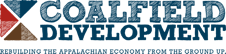 COALFIELD
DEVELOPMENT
REBUILDING THE APPALACHIAN ECONOMY FROM THE GROUND UP.